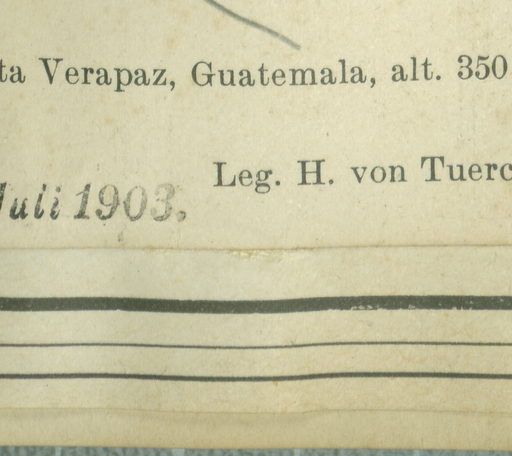 ta Verapaz, Guatemala, alt. 350
Leg. H. von Tuerc
Juli 1903.